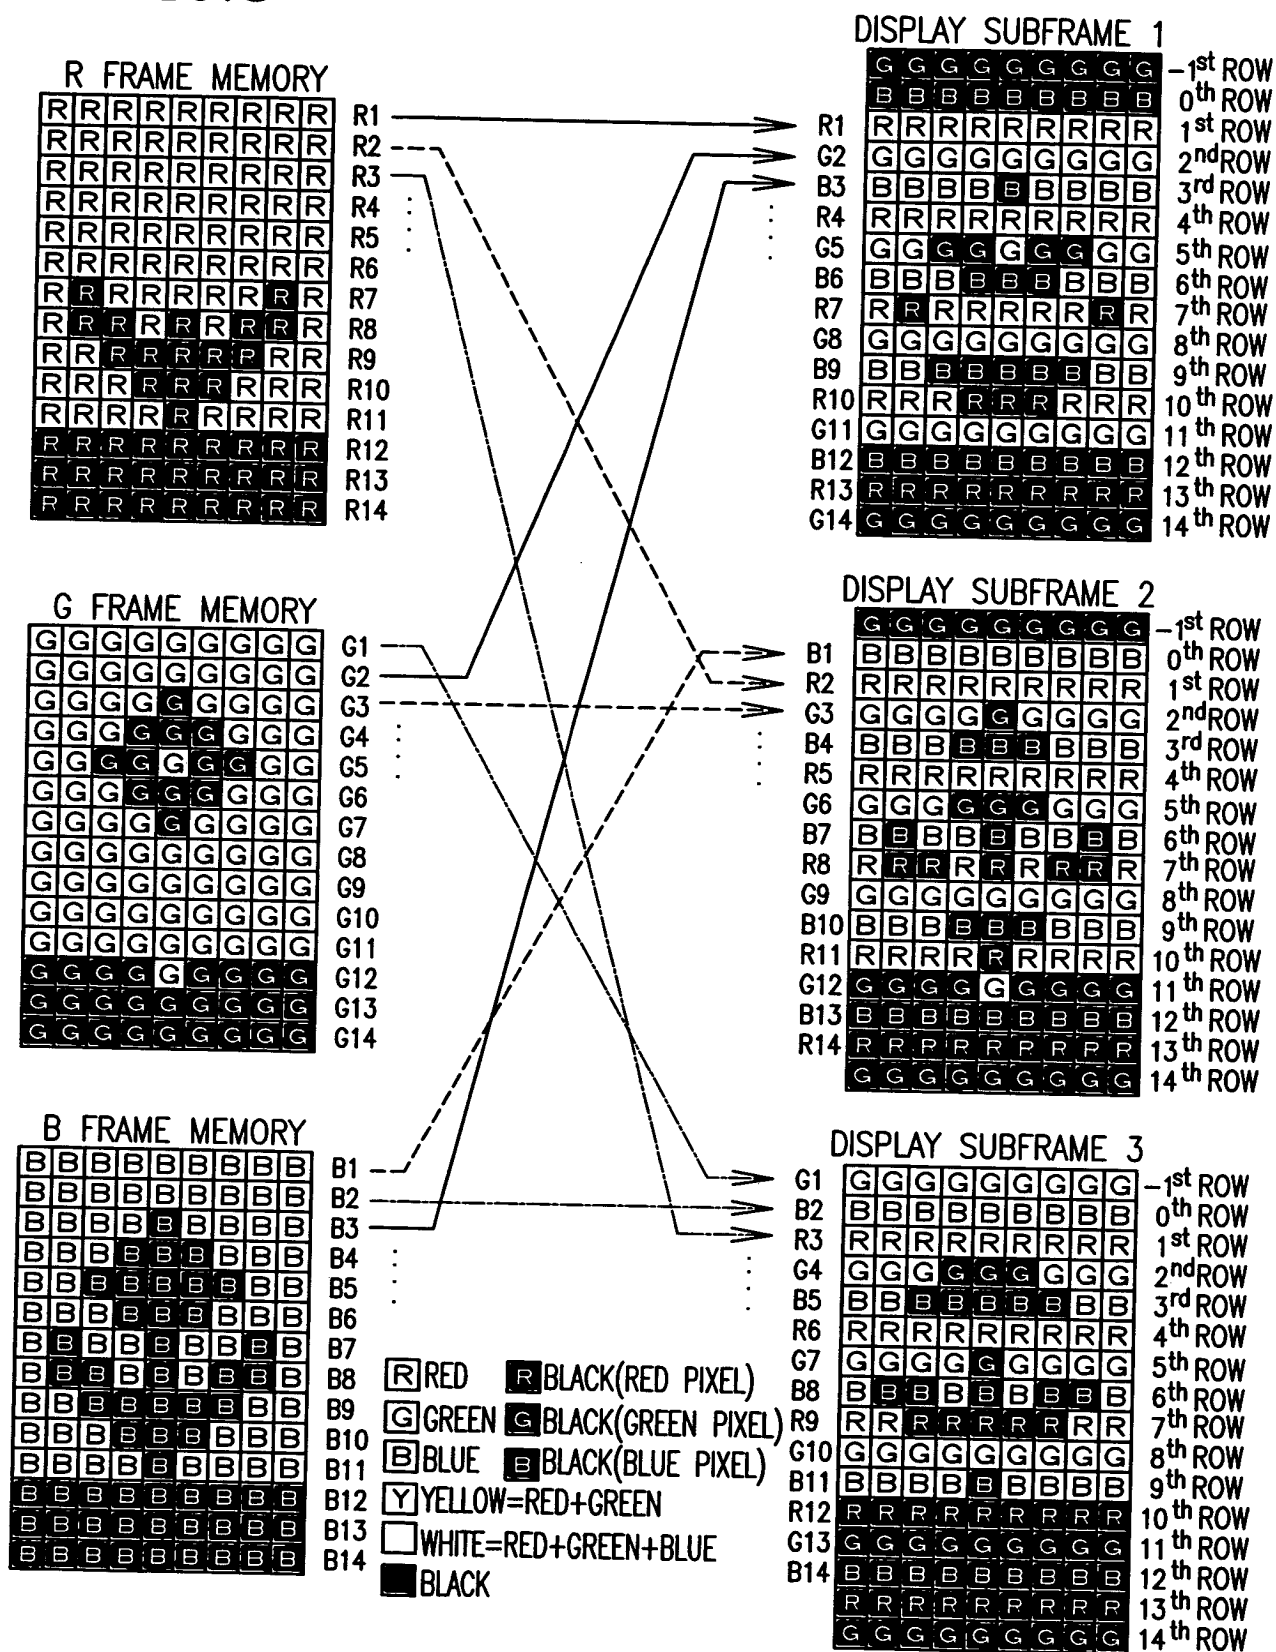 DISPLAY SUBFRAME 1
G G G G G G G G G -1st ROW
B B B B B B B B B 0th ROW
R1 R R R R R R R R R 1st ROW
G2 G G G G G G G G G 2nd ROW
B3 B B B B B B B B B 3rd ROW
R4 R R R R R R R R R 4th ROW
G5 G G G G G G G G G 5th ROW
B6 B B B B B B B B B 6th ROW
R7 R R R R R R R R R 7th ROW
G8 G G G G G G G G G 8th ROW
B9 B B B B B B B B B 9th ROW
R10 R R R R R R R R R 10th ROW
G11 G G G G G G G G G 11th ROW
B12 B B B B B B B B B 12th ROW
R13 R R R R R R R R R 13th ROW
G14 G G G G G G G G G 14th ROW
R FRAME MEMORY
R R R R R R R R R R1
R R R R R R R R R R2
R R R R R R R R R R3
R R R R R R R R R R4
R R R R R R R R R R5
R R R R R R R R R R6
R R R R R R R R R R7
R R R R R R R R R R8
R R R R R R R R R R9
R R R R R R R R R R10
R R R R R R R R R R11
R R R R R R R R R R12
R R R R R R R R R R13
R R R R R R R R R R14
DISPLAY SUBFRAME 2
G G G G G G G G G -1st ROW
B1 B B B B B B B B B 0th ROW
R2 R R R R R R R R R 1st ROW
G3 G G G G G G G G G 2nd ROW
B4 B B B B B B B B B 3rd ROW
R5 R R R R R R R R R 4th ROW
G6 G G G G G G G G G 5th ROW
B7 B B B B B B B B B 6th ROW
R8 R R R R R R R R R 7th ROW
G9 G G G G G G G G G 8th ROW
B10 B B B B B B B B B 9th ROW
R11 R R R R R R R R R 10th ROW
G12 G G G G G G G G G 11th ROW
B13 B B B B B B B B B 12th ROW
R14 R R R R R R R R R 13th ROW
G G G G G G G G G 14th ROW
G FRAME MEMORY
G G G G G G G G G G1
G G G G G G G G G G2
G G G G G G G G G G3
G G G G G G G G G G4
G G G G G G G G G G5
G G G G G G G G G G6
G G G G G G G G G G7
G G G G G G G G G G8
G G G G G G G G G G9
G G G G G G G G G G10
G G G G G G G G G G11
G G G G G G G G G G12
G G G G G G G G G G13
G G G G G G G G G G14
DISPLAY SUBFRAME 3
G1 G G G G G G G G G -1st ROW
B2 B B B B B B B B B 0th ROW
R3 R R R R R R R R R 1st ROW
G4 G G G G G G G G G 2nd ROW
B5 B B B B B B B B B 3rd ROW
R6 R R R R R R R R R 4th ROW
G7 G G G G G G G G G 5th ROW
B8 B B B B B B B B B 6th ROW
R9 R R R R R R R R R 7th ROW
G10 G G G G G G G G G 8th ROW
B11 B B B B B B B B B 9th ROW
R12 R R R R R R R R R 10th ROW
G13 G G G G G G G G G 11th ROW
B14 B B B B B B B B B 12th ROW
R R R R R R R R R 13th ROW
G G G G G G G G G 14th ROW
B FRAME MEMORY
B B B B B B B B B B1
B B B B B B B B B B2
B B B B B B B B B B3
B B B B B B B B B B4
B B B B B B B B B B5
B B B B B B B B B B6
B B B B B B B B B B7
B B B B B B B B B B8
B B B B B B B B B B9
B B B B B B B B B B10
B B B B B B B B B B11
B B B B B B B B B B12
B B B B B B B B B B13
B B B B B B B B B B14
R RED R BLACK(RED PIXEL)
G GREEN G BLACK(GREEN PIXEL)
B BLUE B BLACK(BLUE PIXEL)
Y YELLOW=RED+GREEN
WHITE=RED+GREEN+BLUE
BLACK